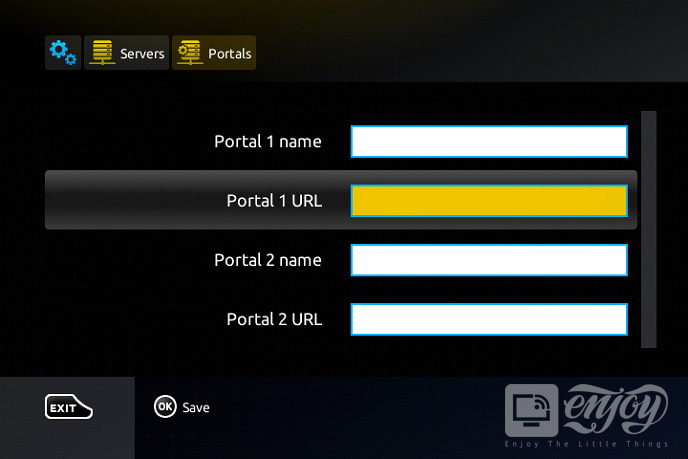 Servers Portals
Portal 1 name
Portal 1 URL
Portal 2 name
Portal 2 URL
EXIT OK Save
enjoy
Enjoy The Little Things